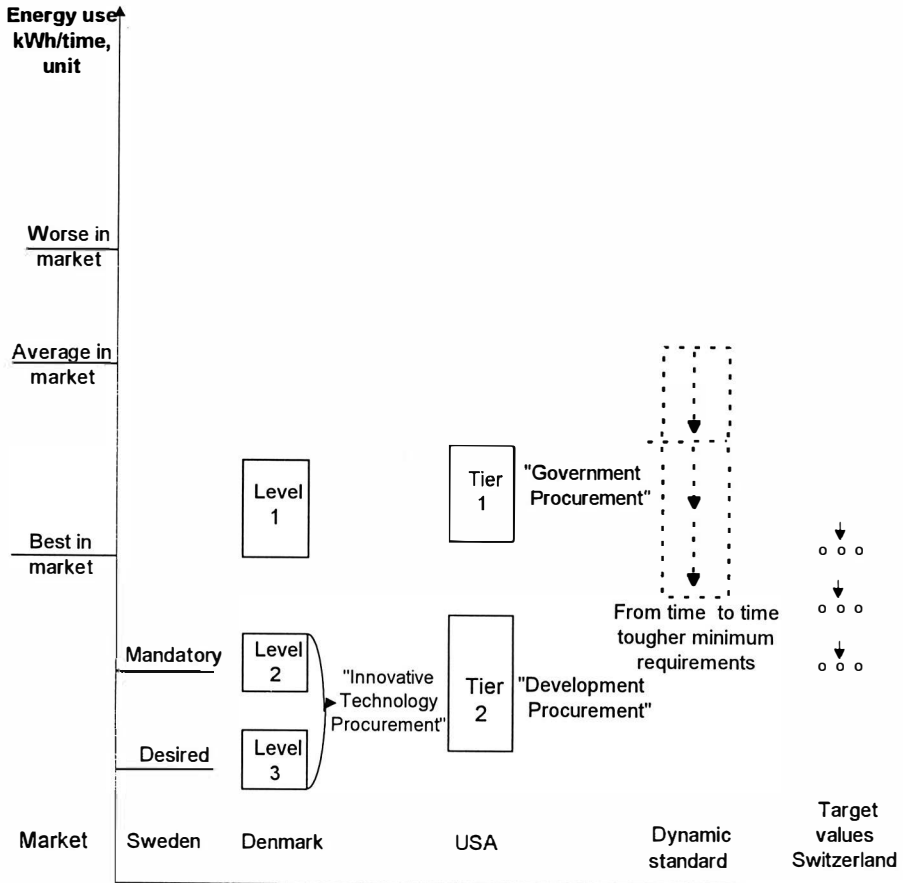 Energy use
kWh/time,
unit
Worse in
market
Average in
market
Best in
market
Mandatory
Desired
Level
1
Level
2
Level
3
"Innovative
Technology
Procurement"
Tier
1
"Government
Procurement"
Tier
2
"Development
Procurement"
From time to time
tougher minimum
requirements
o o o
o o o
o o o
Market
Sweden
Denmark
USA
Dynamic
standard
Target
values
Switzerland